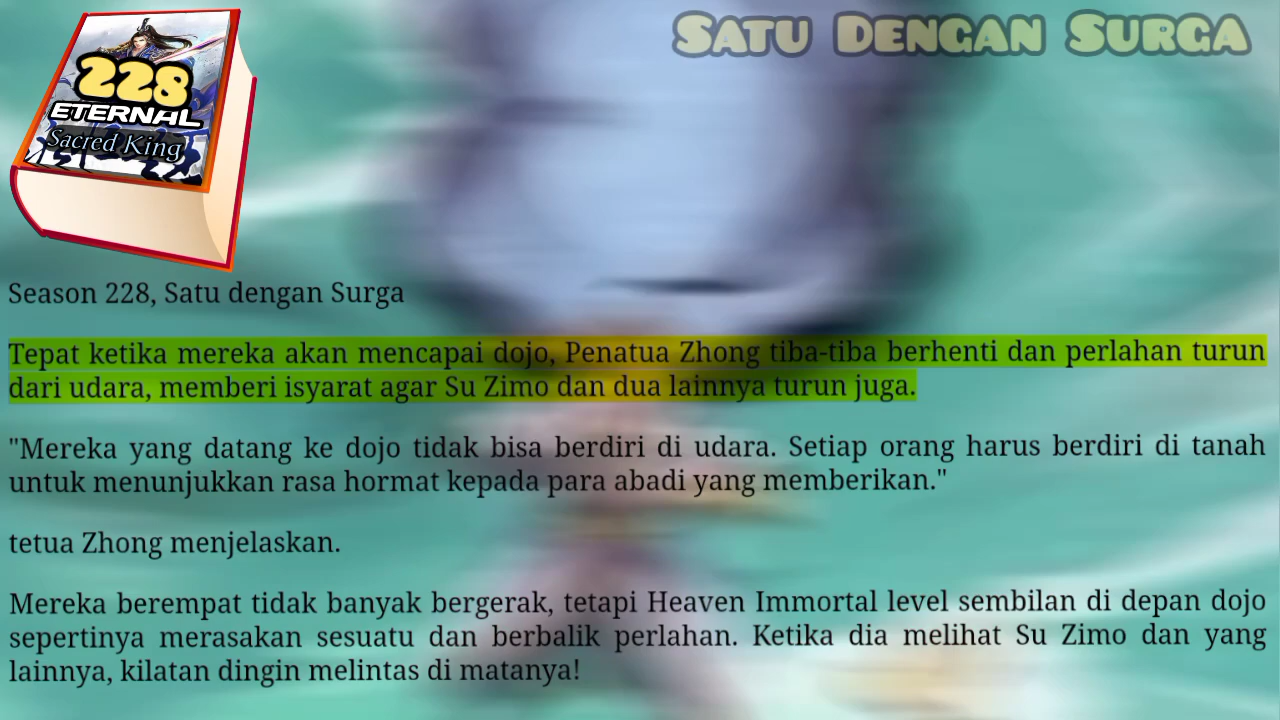 Satu Dengan Surga
228
ETERNAL
Sacred King
Season 228, Satu dengan Surga
Tepat ketika mereka akan mencapai dojo, Penatua Zhong tiba-tiba berhenti dan perlahan turun
dari udara, memberi isyarat agar Su Zimo dan dua lainnya turun juga.
"Mereka yang datang ke dojo tidak bisa berdiri di udara. Setiap orang harus berdiri di tanah
untuk menunjukkan rasa hormat kepada para abadi yang memberikan."
tetua Zhong menjelaskan.
Mereka berempat tidak banyak bergerak, tetapi Heaven Immortal level sembilan di depan dojo
sepertinya merasakan sesuatu dan berbalik perlahan. Ketika dia melihat Su Zimo dan yang
lainnya, kilatan dingin melintas di matanya!